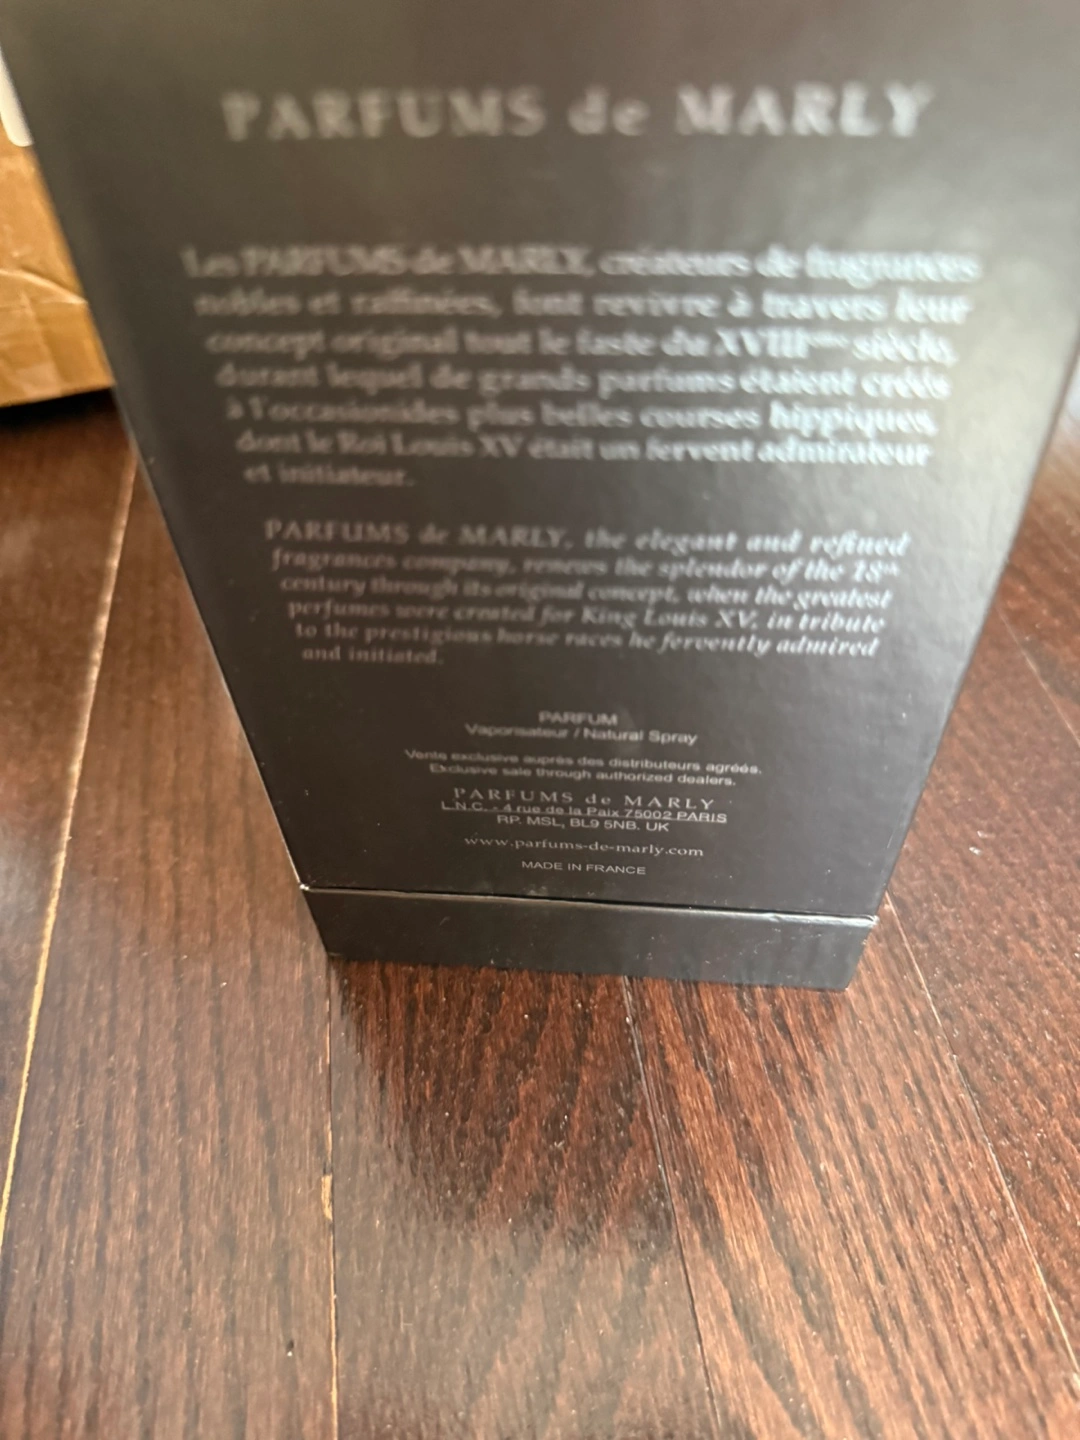 PARFUMS de MARLY
Les PARFUMS de MARLY, créateurs de fragrances
nobles et raffinées, font revivre à travers leur
concept original tout le faste du XVIIIème siècle,
durant lequel de grands parfums étaient créés
à l'occasionides plus belles courses hippiques,
dont le Roi Louis XV était un fervent admirateur
et initiateur.
PARFUMS de MARLY, the elegant and refined
fragrances company, renews the splendor of the 18th
century through its original concept, when the greatest
perfumes were created for King Louis XV, in tribute
to the prestigious horse races he fervently admired
and initiated.
PARFUM
Vaporisateur / Natural Spray
Vente exclusive auprès des distributeurs agréés.
Exclusive sale through authorized dealers.
PARFUMS de MARLY
L.N.C. - 4 rue de la Paix 75002 PARIS
RP. MSL, BL9 5NB. UK
www.parfums-de-marly.com
MADE IN FRANCE